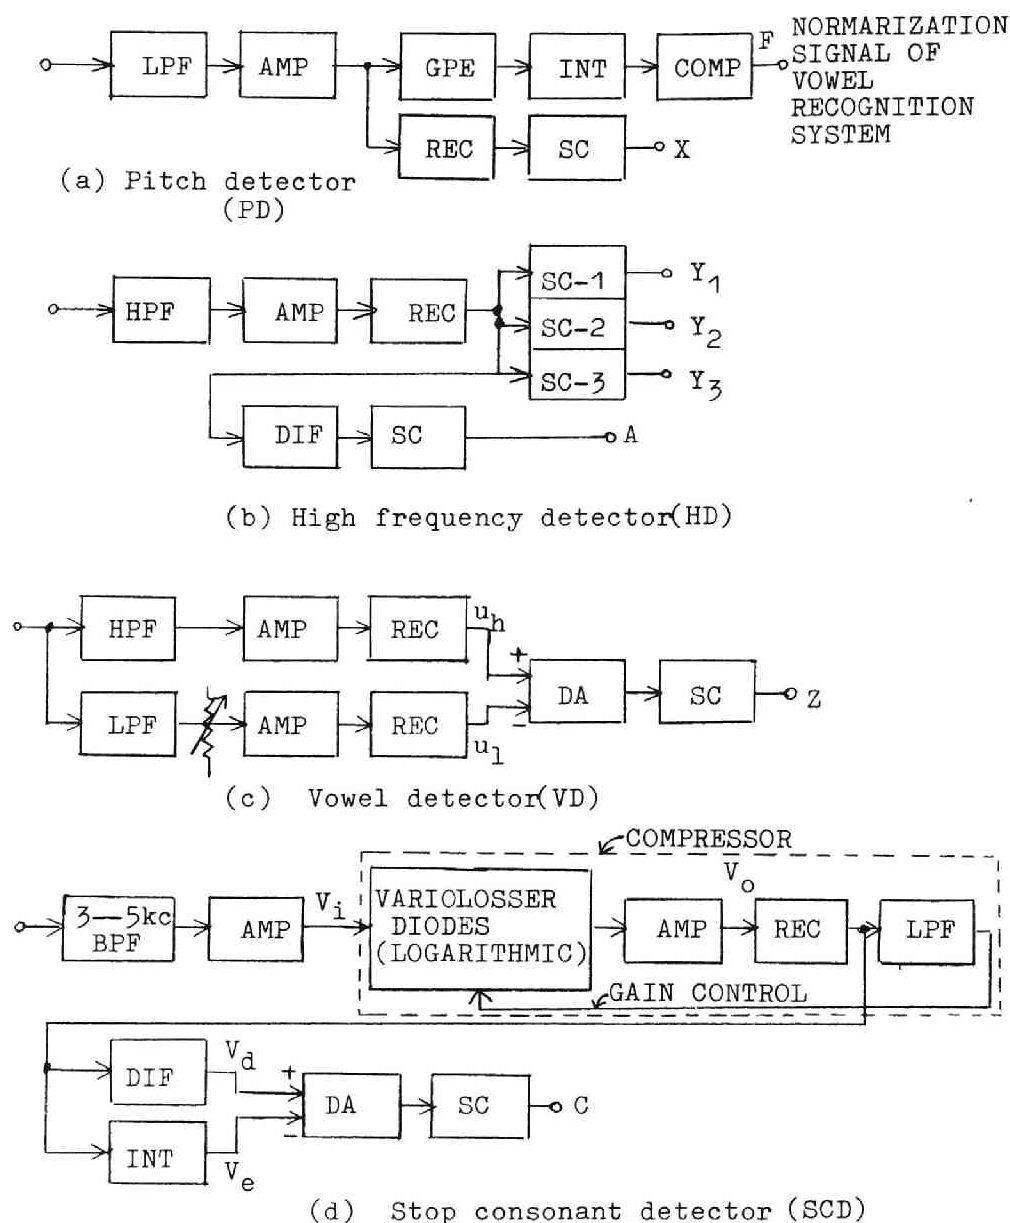 LPF AMP GPE INT COMP F
NORMARIZATION
SIGNAL OF
VOWEL
RECOGNITION
SYSTEM
REC SC X
(a) Pitch detector
(PD)
HPF AMP REC
SC-1 Y1
SC-2 Y2
SC-3 Y3
DIF SC A
(b) High frequency detector(HD)
HPF AMP REC uh
+
DA SC Z
-
LPF AMP REC
ul
(c) Vowel detector(VD)
COMPRESSOR
3—5kc
BPF
AMP
Vi
VARIOLOSSER
DIODES
(LOGARITHMIC)
AMP
Vo
REC
LPF
GAIN CONTROL
DIF
Vd
+
DA SC C
-
INT
Ve
(d) Stop consonant detector (SCD)